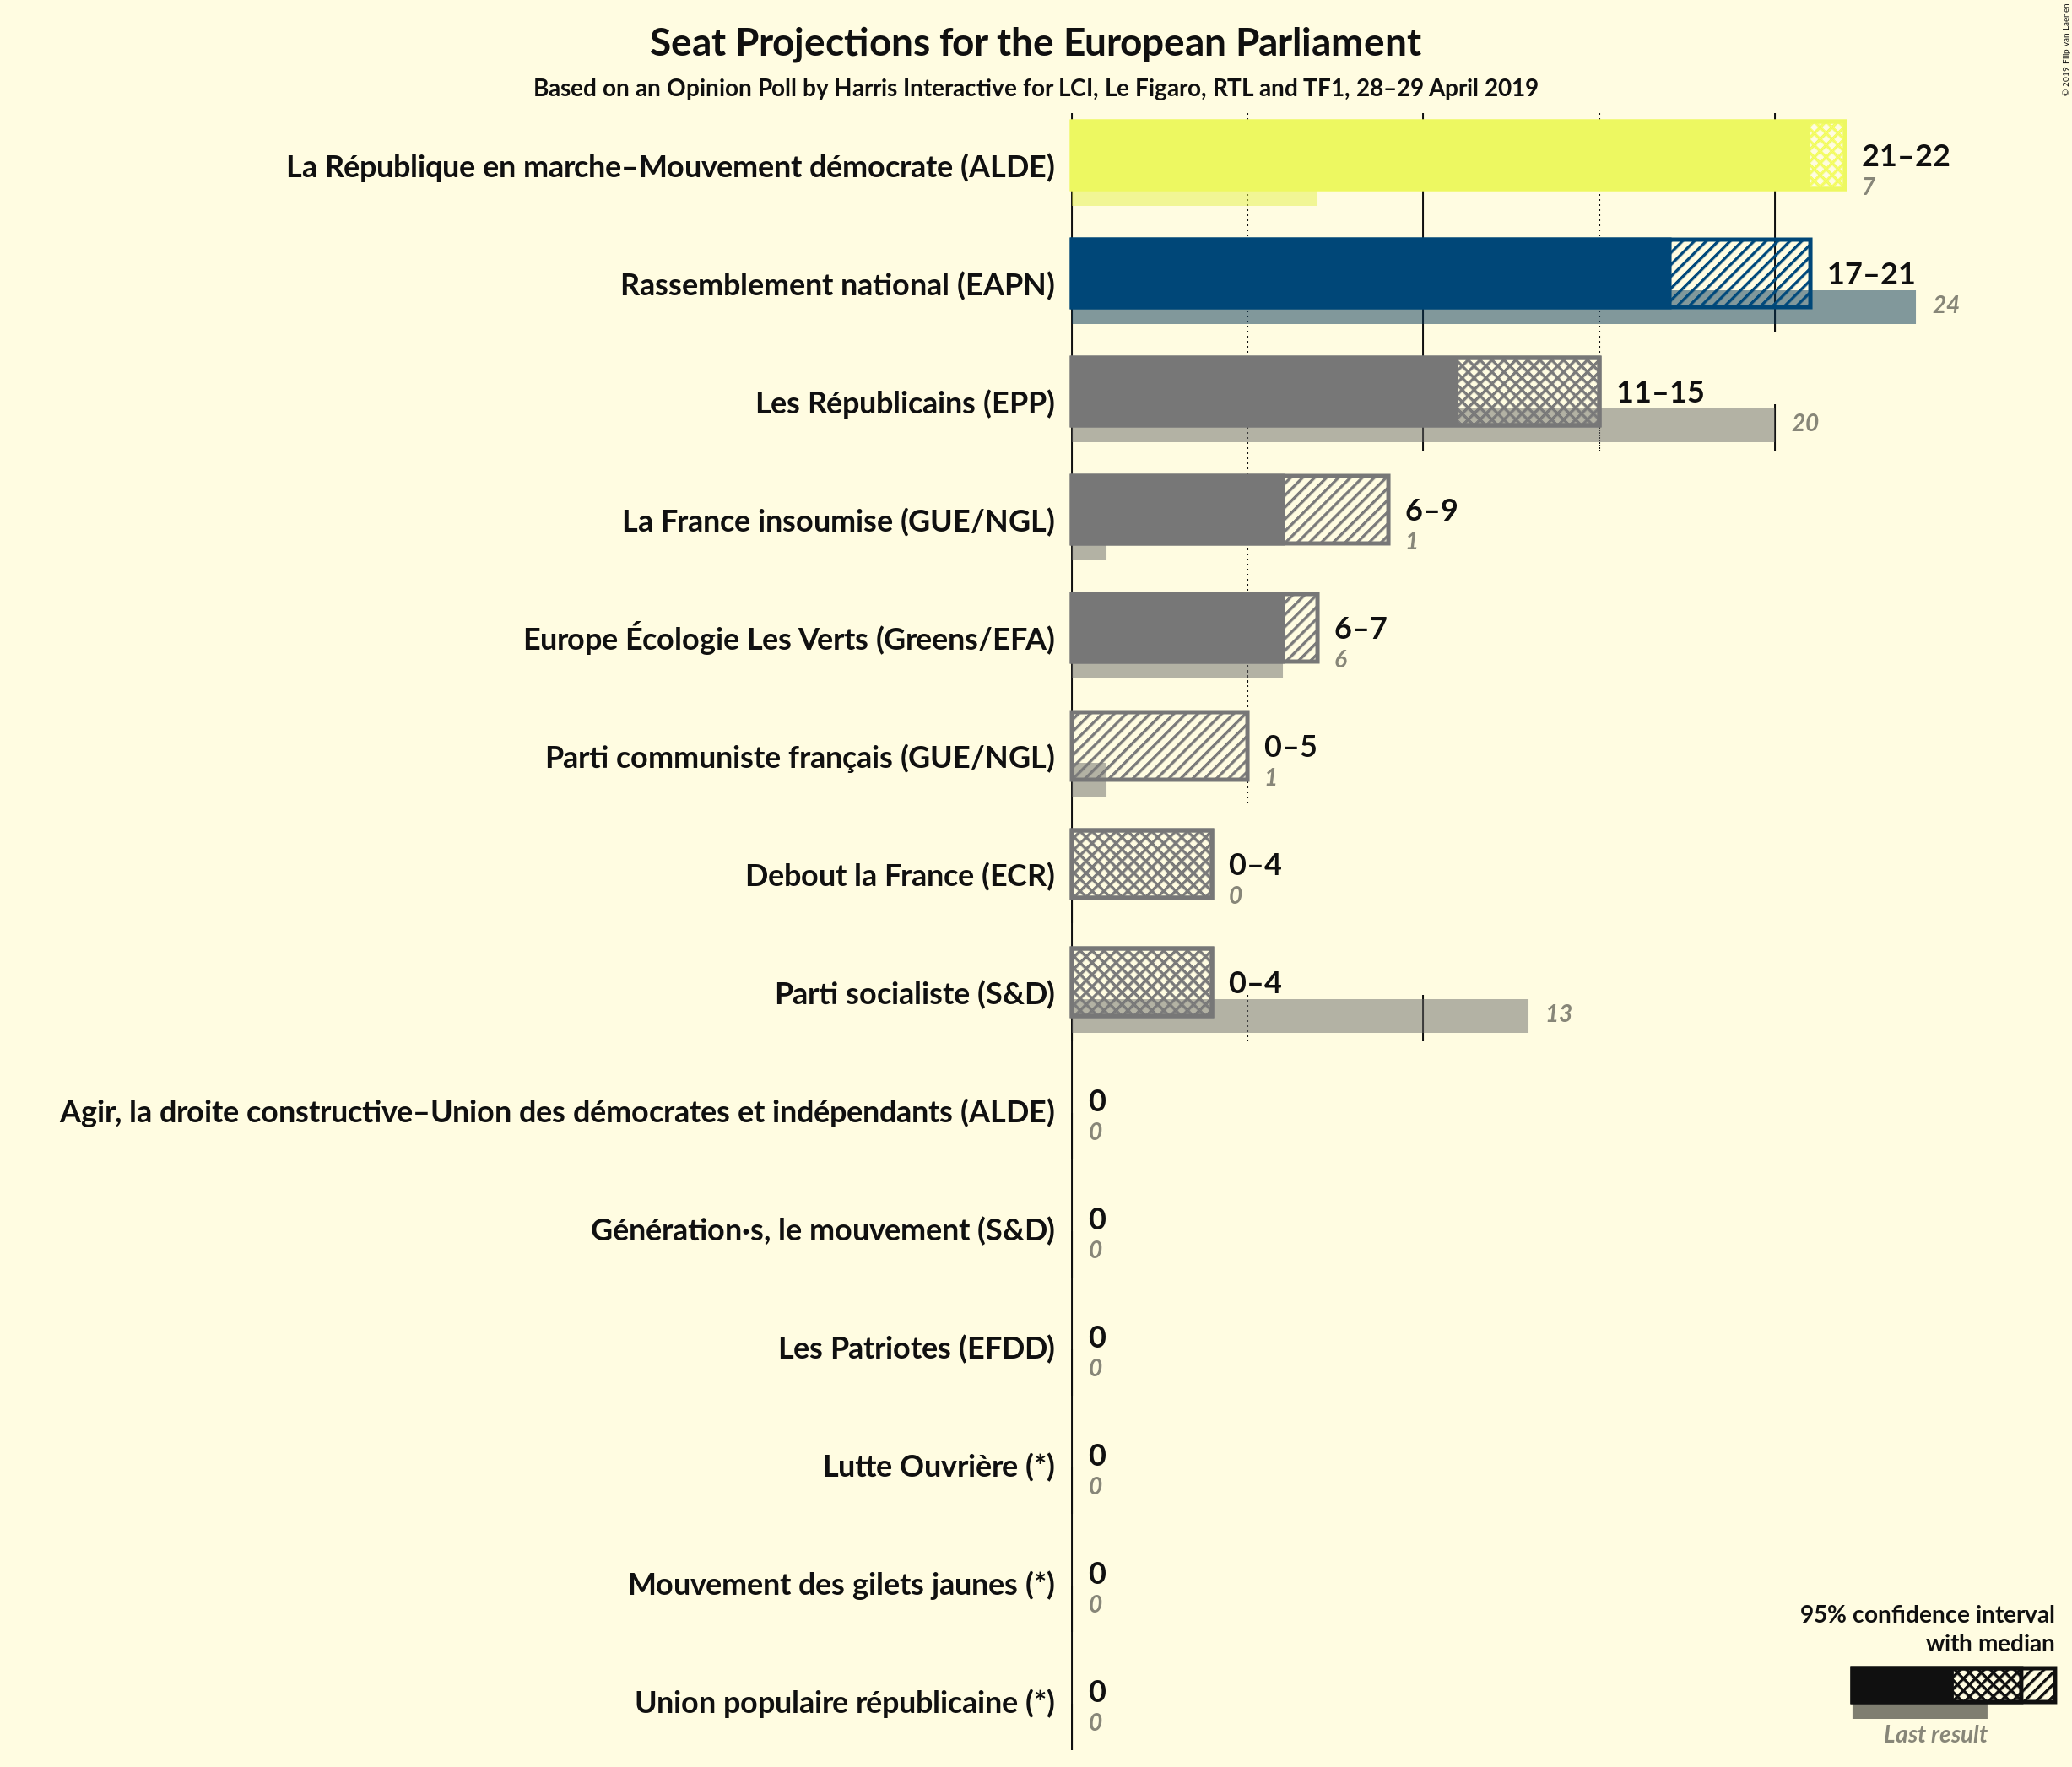 Seat Projections for the European Parliament
Based on an Opinion Poll by Harris Interactive for LCI, Le Figaro, RTL and TF1, 28–29 April 2019
© 2019 Filip van Laenen
La République en marche–Mouvement démocrate (ALDE)
21–22
7
Rassemblement national (EAPN)
17–21
24
Les Républicains (EPP)
11–15
20
La France insoumise (GUE/NGL)
6–9
1
Europe Écologie Les Verts (Greens/EFA)
6–7
6
Parti communiste français (GUE/NGL)
0–5
1
Debout la France (ECR)
0–4
0
Parti socialiste (S&D)
0–4
13
Agir, la droite constructive–Union des démocrates et indépendants (ALDE)
0
0
Génération·s, le mouvement (S&D)
0
0
Les Patriotes (EFDD)
0
0
Lutte Ouvrière (*)
0
0
Mouvement des gilets jaunes (*)
0
0
Union populaire républicaine (*)
0
0
95% confidence interval
with median
Last result